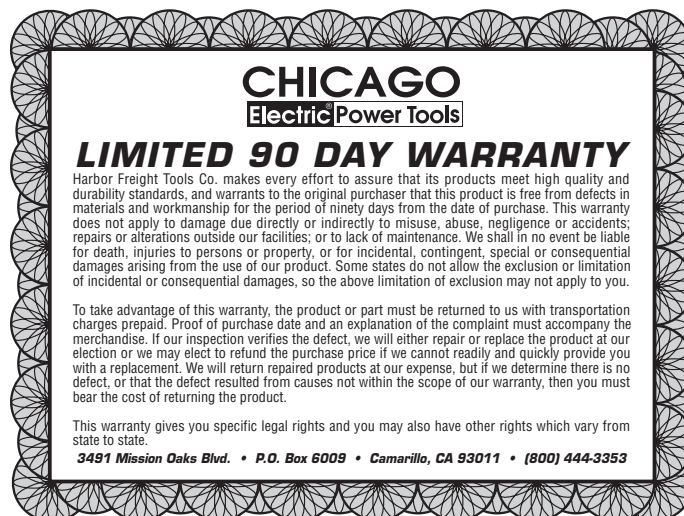 CHICAGO
Electric® Power Tools
LIMITED 90 DAY WARRANTY
Harbor Freight Tools Co. makes every effort to assure that its products meet high quality and
durability standards, and warrants to the original purchaser that this product is free from defects in
materials and workmanship for the period of ninety days from the date of purchase. This warranty
does not apply to damage due directly or indirectly to misuse, abuse, negligence or accidents;
repairs or alterations outside our facilities; or to lack of maintenance. We shall in no event be liable
for death, injuries to persons or property, or for incidental, contingent, special or consequential
damages arising from the use of our product. Some states do not allow the exclusion or limitation
of incidental or consequential damages, so the above limitation of exclusion may not apply to you.
To take advantage of this warranty, the product or part must be returned to us with transportation
charges prepaid. Proof of purchase date and an explanation of the complaint must accompany the
merchandise. If our inspection verifies the defect, we will either repair or replace the product at our
election or we may elect to refund the purchase price if we cannot readily and quickly provide you
with a replacement. We will return repaired products at our expense, but if we determine there is no
defect, or that the defect resulted from causes not within the scope of our warranty, then you must
bear the cost of returning the product.
This warranty gives you specific legal rights and you may also have other rights which vary from
state to state.
3491 Mission Oaks Blvd. • P.O. Box 6009 • Camarillo, CA 93011 • (800) 444-3353